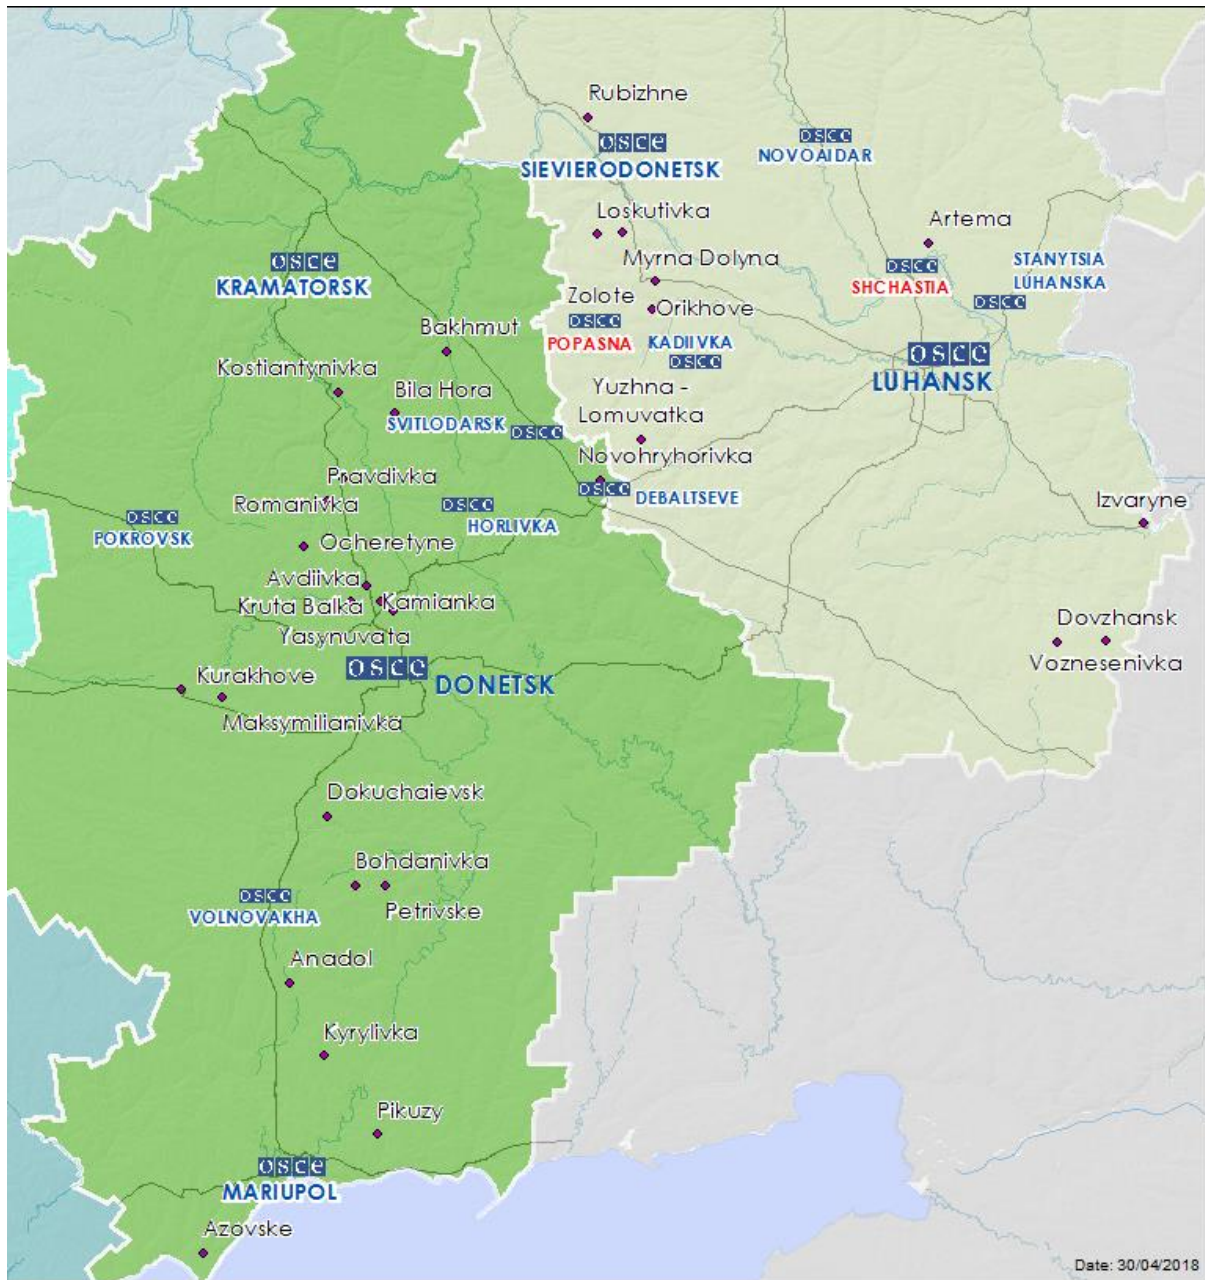 Rubizhne
OSCE
SIEVIERODONETSK
OSCE
NOVOAIDAR
Loskutivka
Artema
Myrna Dolyna
OSCE
SHCHASTIA
STANYTSIA
LUHANSKA
OSCE
OSCE
KRAMATORSK
Zolote
Orikhove
OSCE
POPASNA
KADIIVKA
OSCE
Bakhmut
OSCE
LUHANSK
Kostiantynivka
Bila Hora
SVITLODARSK
OSCE
Yuzhna -
Lomuvatka
Novohryhorivka
OSCE
DEBALTSEVE
Pravdivka
Romanivka
OSCE
HORLIVKA
OSCE
POKROVSK
Izvaryne
Ocheretyne
Avdiivka
Kruta Balka
Kamianka
Yasynuvata
Dovzhansk
Voznesenivka
OSCE
DONETSK
Kurakhove
Maksymilianivka
Dokuchaievsk
Bohdanivka
Petrivske
OSCE
VOLNOVAKHA
Anadol
Kyrylivka
Pikuzy
OSCE
MARIUPOL
Azovske
Date: 30/04/2018